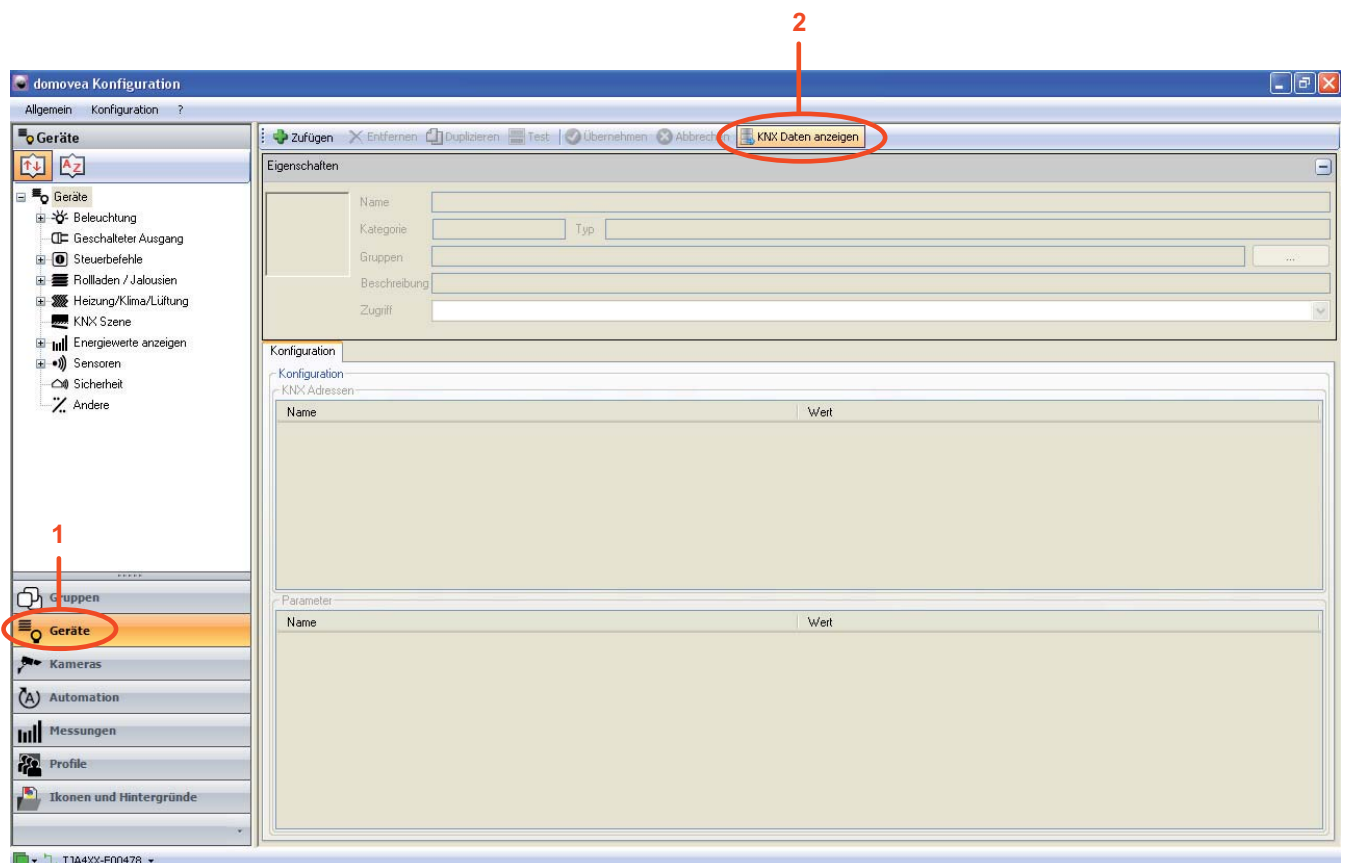 2
domovea Konfiguration
Allgemein Konfiguration ?
Geräte
Zufügen Entfernen Duplizieren Test Übernehmen Abbrechen KNX Daten anzeigen
A Z
Eigenschaften
Geräte
Beleuchtung
Geschalteter Ausgang
Steuerbefehle
Rollladen / Jalousien
Heizung/Klima/Lüftung
KNX Szene
Energiewerte anzeigen
Sensoren
Sicherheit
Andere
Name
Kategorie Typ
Gruppen ...
Beschreibung
Zugriff
Konfiguration
Konfiguration
KNX Adressen
Name Wert
Parameter
Name Wert
1
Gruppen
Geräte
Kameras
Automation
Messungen
Profile
Ikonen und Hintergründe
TJA4XX-E00478